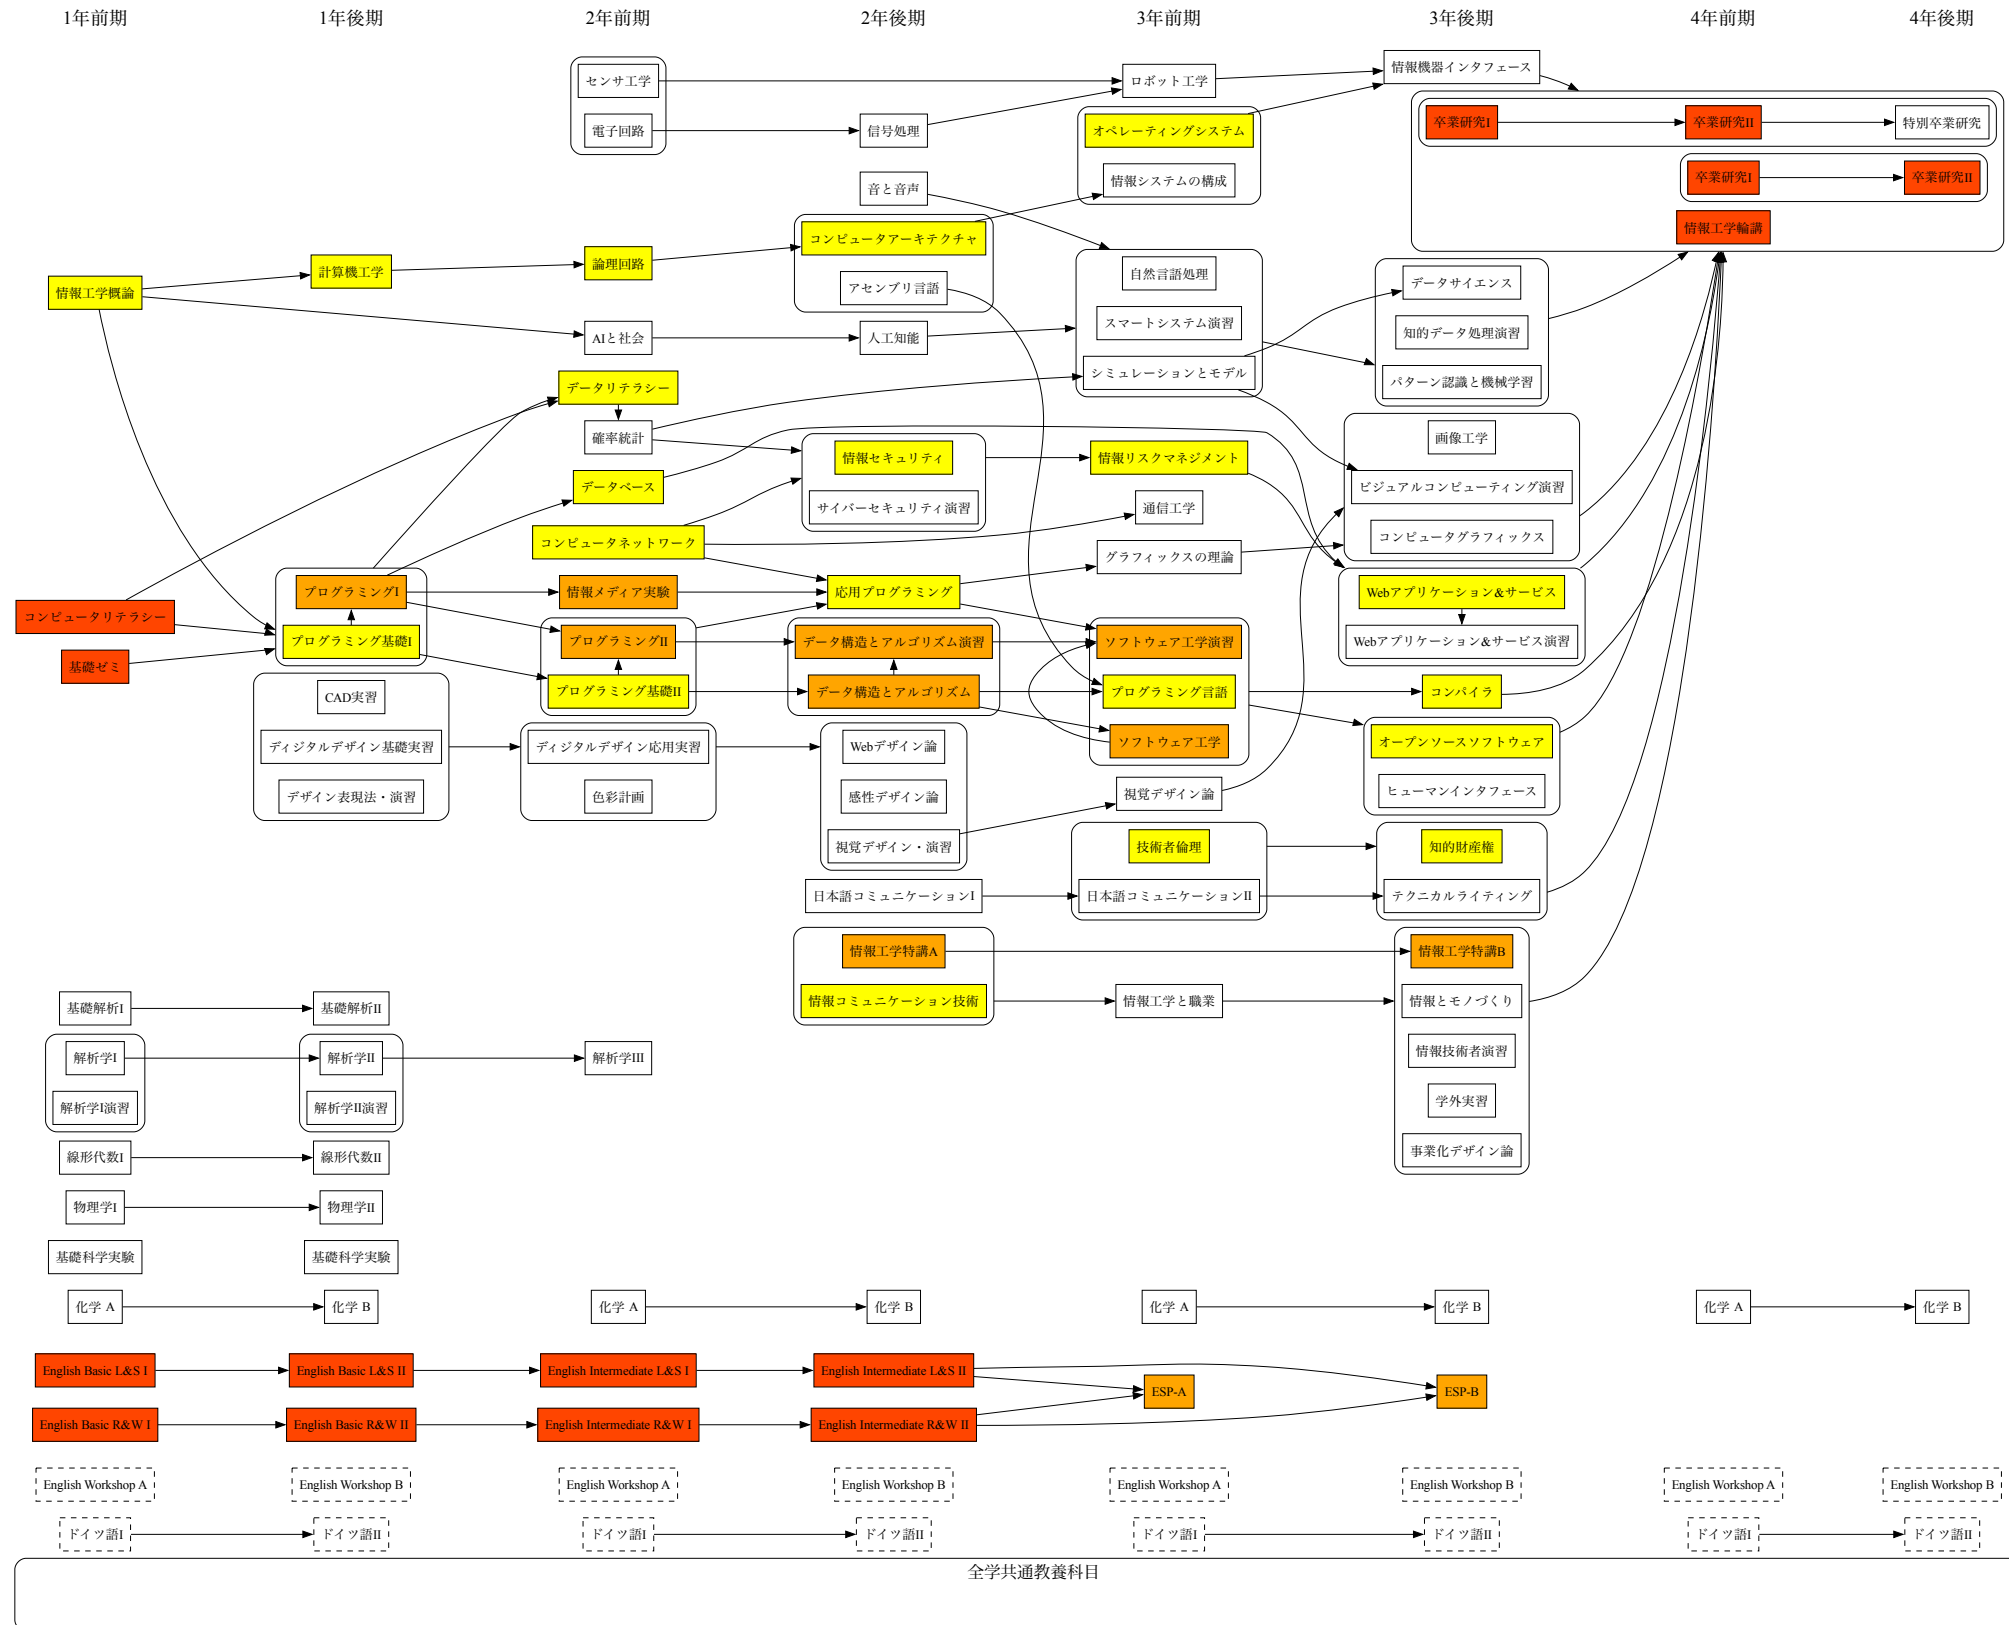 1年前期
1年後期
2年前期
2年後期
3年前期
3年後期
4年前期
4年後期
情報工学概論
コンピュータリテラシー
基礎ゼミ
基礎解析I
解析学I
解析学I演習
線形代数I
物理学I
基礎科学実験
化学 A
English Basic L&S I
English Basic R&W I
English Workshop A
ドイツ語I
計算機工学
プログラミングI
プログラミング基礎I
CAD実習
ディジタルデザイン基礎実習
デザイン表現法・演習
基礎解析II
解析学II
解析学II演習
線形代数II
物理学II
基礎科学実験
化学 B
English Basic L&S II
English Basic R&W II
English Workshop B
ドイツ語II
センサ工学
電子回路
論理回路
AIと社会
データリテラシー
確率統計
データベース
コンピュータネットワーク
情報メディア実験
プログラミングII
プログラミング基礎II
ディジタルデザイン応用実習
色彩計画
解析学III
化学 A
English Intermediate L&S I
English Intermediate R&W I
English Workshop A
ドイツ語I
信号処理
音と音声
コンピュータアーキテクチャ
アセンブリ言語
人工知能
情報セキュリティ
サイバーセキュリティ演習
応用プログラミング
データ構造とアルゴリズム演習
データ構造とアルゴリズム
Webデザイン論
感性デザイン論
視覚デザイン・演習
日本語コミュニケーションI
情報工学特講A
情報コミュニケーション技術
化学 B
English Intermediate L&S II
English Intermediate R&W II
English Workshop B
ドイツ語II
ロボット工学
オペレーティングシステム
情報システムの構成
自然言語処理
スマートシステム演習
シミュレーションとモデル
情報リスクマネジメント
通信工学
グラフィックスの理論
ソフトウェア工学演習
プログラミング言語
ソフトウェア工学
視覚デザイン論
技術者倫理
日本語コミュニケーションII
情報工学と職業
化学 A
ESP-A
English Workshop A
ドイツ語I
情報機器インタフェース
卒業研究I
データサイエンス
知的データ処理演習
パターン認識と機械学習
画像工学
ビジュアルコンピューティング演習
コンピュータグラフィックス
Webアプリケーション&サービス
Webアプリケーション&サービス演習
コンパイラ
オープンソースソフトウェア
ヒューマンインタフェース
知的財産権
テクニカルライティング
情報工学特講B
情報とモノづくり
情報技術者演習
学外実習
事業化デザイン論
化学 B
ESP-B
English Workshop B
ドイツ語II
卒業研究II
卒業研究I
情報工学輪講
化学 A
English Workshop A
ドイツ語I
特別卒業研究
卒業研究II
化学 B
English Workshop B
ドイツ語II
全学共通教養科目